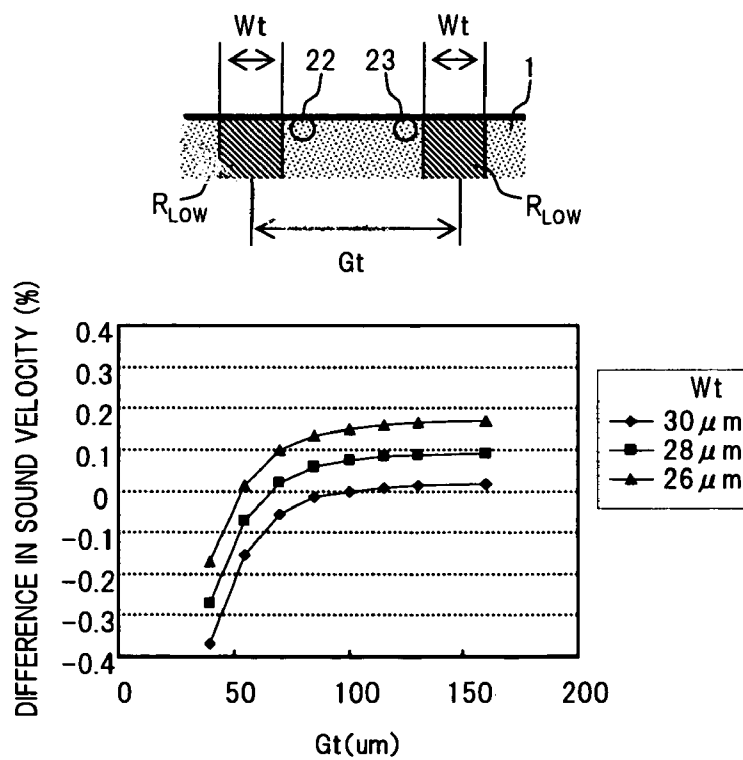 Wt Wt
22 23 1
R_LOW R_LOW
Gt
DIFFERENCE IN SOUND VELOCITY (%)
0.4
0.3
0.2
0.1
0
-0.1
-0.2
-0.3
-0.4
0 50 100 150 200
Gt(um)
Wt
30 μm
28 μm
26 μm